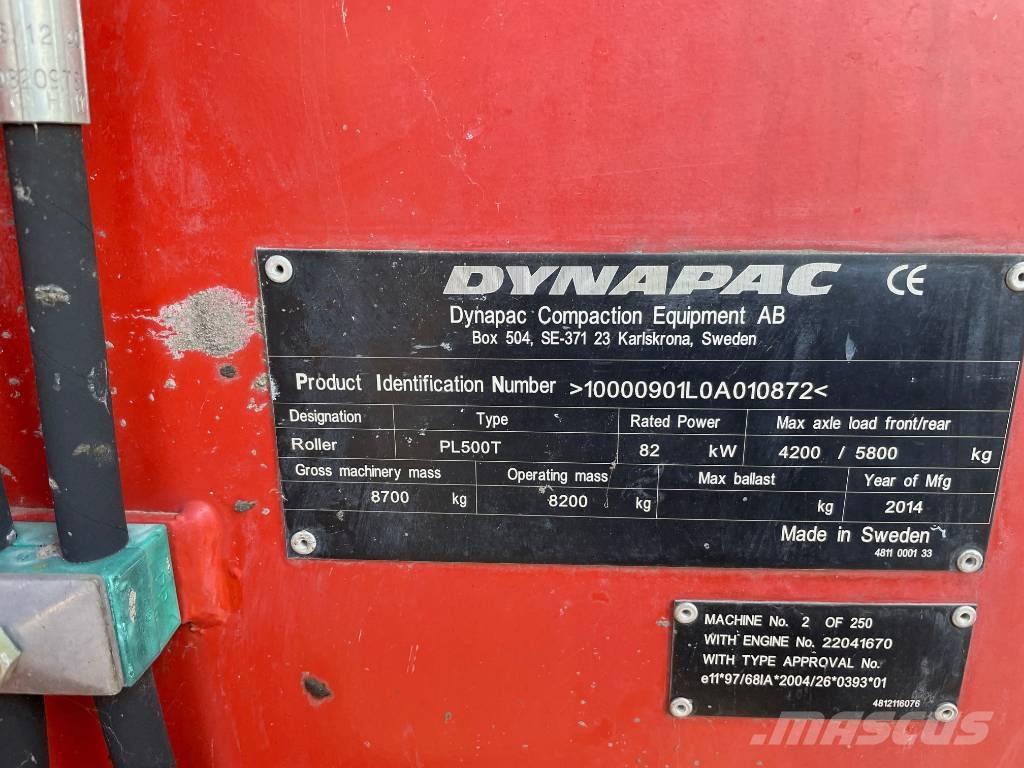 DYNAPAC CE
Dynapac Compaction Equipment AB
Box 504, SE-371 23 Karlskrona, Sweden
Product Identification Number >10000901L0A010872<
Designation Type Rated Power Max axle load front/rear
Roller PL500T 82 kW 4200 / 5800 kg
Gross machinery mass Operating mass Max ballast Year of Mfg
8700 kg 8200 kg kg 2014
Made in Sweden
4811 0001 33
MACHINE No. 2 OF 250
WITH ENGINE No. 22041670
WITH TYPE APPROVAL No.
e11*97/68IA*2004/26*0393*01
4812116076
MASCUS